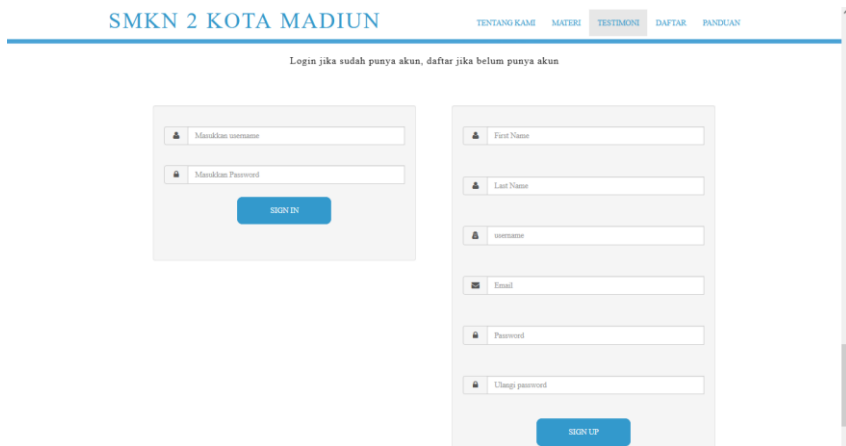 SMKN 2 KOTA MADIUN
TENTANG KAMI MATERI TESTIMONI DAFTAR PANDUAN
Login jika sudah punya akun, daftar jika belum punya akun
Masukkan username
Masukkan Password
SIGN IN
First Name
Last Name
username
Email
Password
Ulangi password
SIGN UP